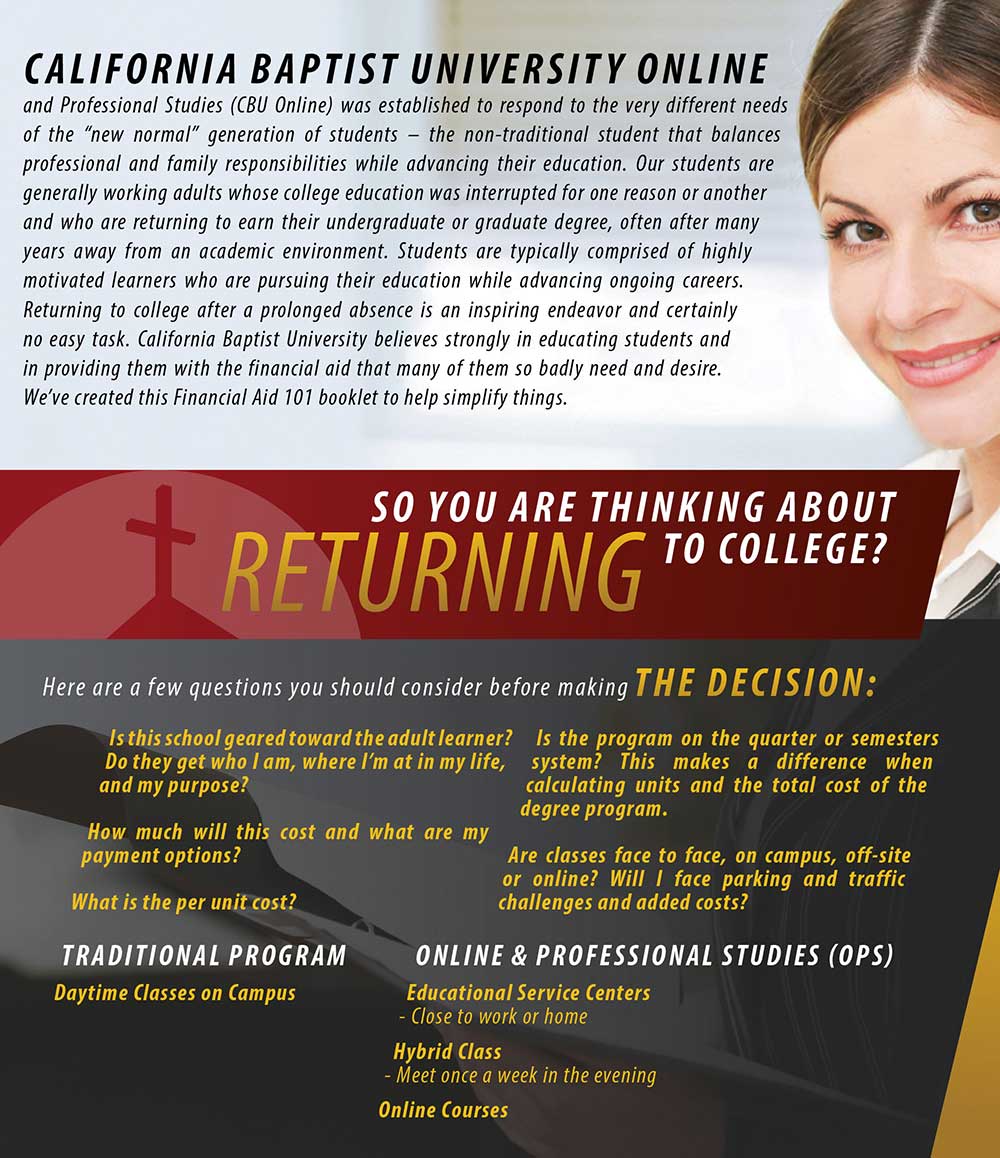 CALIFORNIA BAPTIST UNIVERSITY ONLINE
and Professional Studies (CBU Online) was established to respond to the very different needs
of the “new normal” generation of students – the non-traditional student that balances
professional and family responsibilities while advancing their education. Our students are
generally working adults whose college education was interrupted for one reason or another
and who are returning to earn their undergraduate or graduate degree, often after many
years away from an academic environment. Students are typically comprised of highly
motivated learners who are pursuing their education while advancing ongoing careers.
Returning to college after a prolonged absence is an inspiring endeavor and certainly
no easy task. California Baptist University believes strongly in educating students and
in providing them with the financial aid that many of them so badly need and desire.
We’ve created this Financial Aid 101 booklet to help simplify things.
SO YOU ARE THINKING ABOUT
RETURNING TO COLLEGE?
Here are a few questions you should consider before making THE DECISION:
Is this school geared toward the adult learner?
Do they get who I am, where I’m at in my life,
and my purpose?
How much will this cost and what are my
payment options?
What is the per unit cost?
Is the program on the quarter or semesters
system? This makes a difference when
calculating units and the total cost of the
degree program.
Are classes face to face, on campus, off-site
or online? Will I face parking and traffic
challenges and added costs?
TRADITIONAL PROGRAM
Daytime Classes on Campus
ONLINE & PROFESSIONAL STUDIES (OPS)
Educational Service Centers
- Close to work or home
Hybrid Class
- Meet once a week in the evening
Online Courses